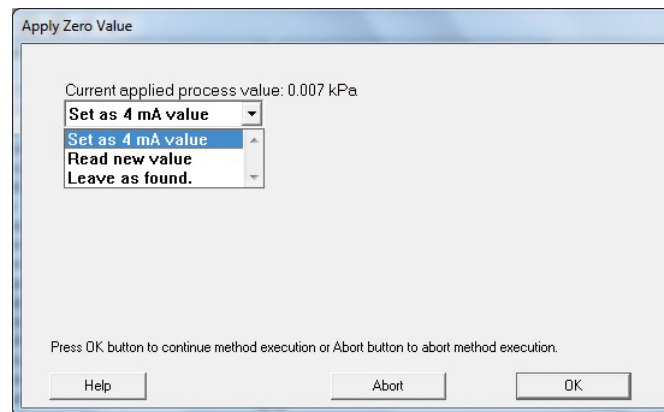 Apply Zero Value
Current applied process value: 0.007 kPa
Set as 4 mA value
Set as 4 mA value
Read new value
Leave as found.
Press OK button to continue method execution or Abort button to abort method execution.
Help Abort OK